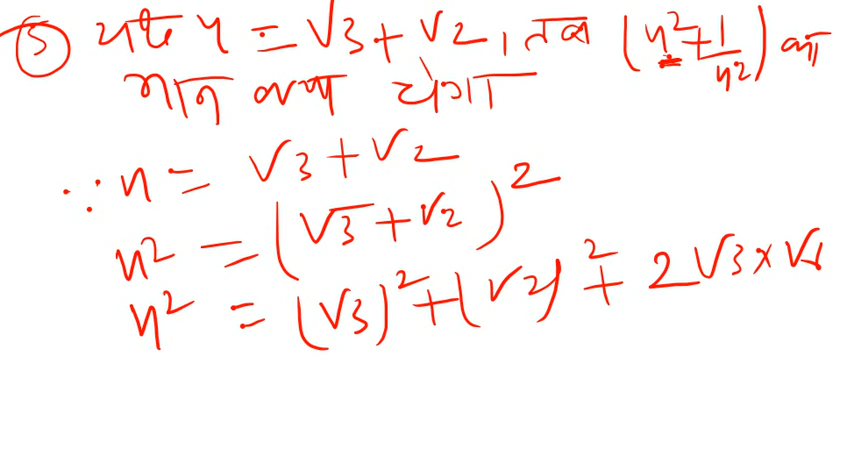 (5) यदि x = √3 + √2, तब (x² + 1/x²) का
मान क्या होगा
∵ x = √3 + √2
x² = (√3 + √2)²
x² = (√3)² + (√2)² + 2√3 × √2